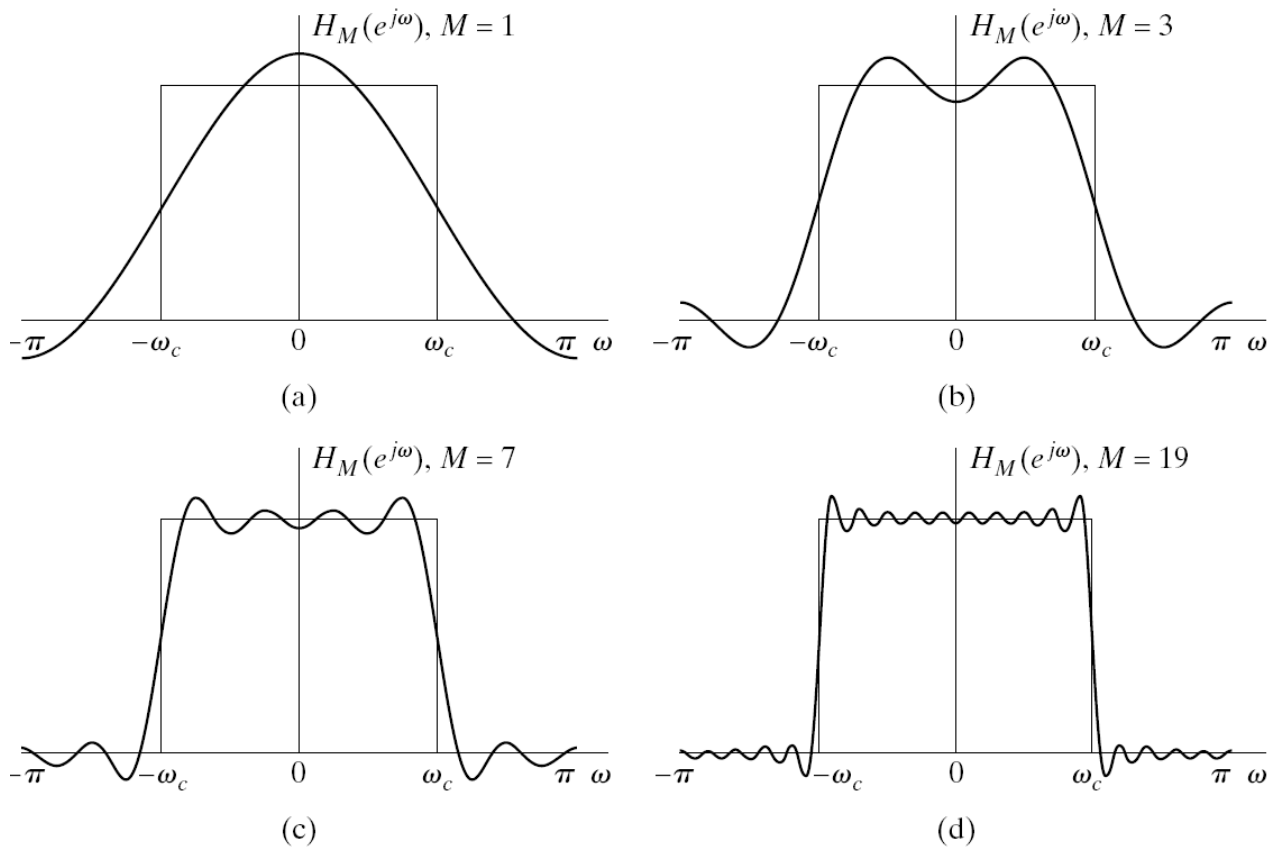 H_M(e^{jω}), M = 1
−π −ω_c 0 ω_c π ω
(a)
H_M(e^{jω}), M = 3
−π −ω_c 0 ω_c π ω
(b)
H_M(e^{jω}), M = 7
−π −ω_c 0 ω_c π ω
(c)
H_M(e^{jω}), M = 19
−π −ω_c 0 ω_c π ω
(d)